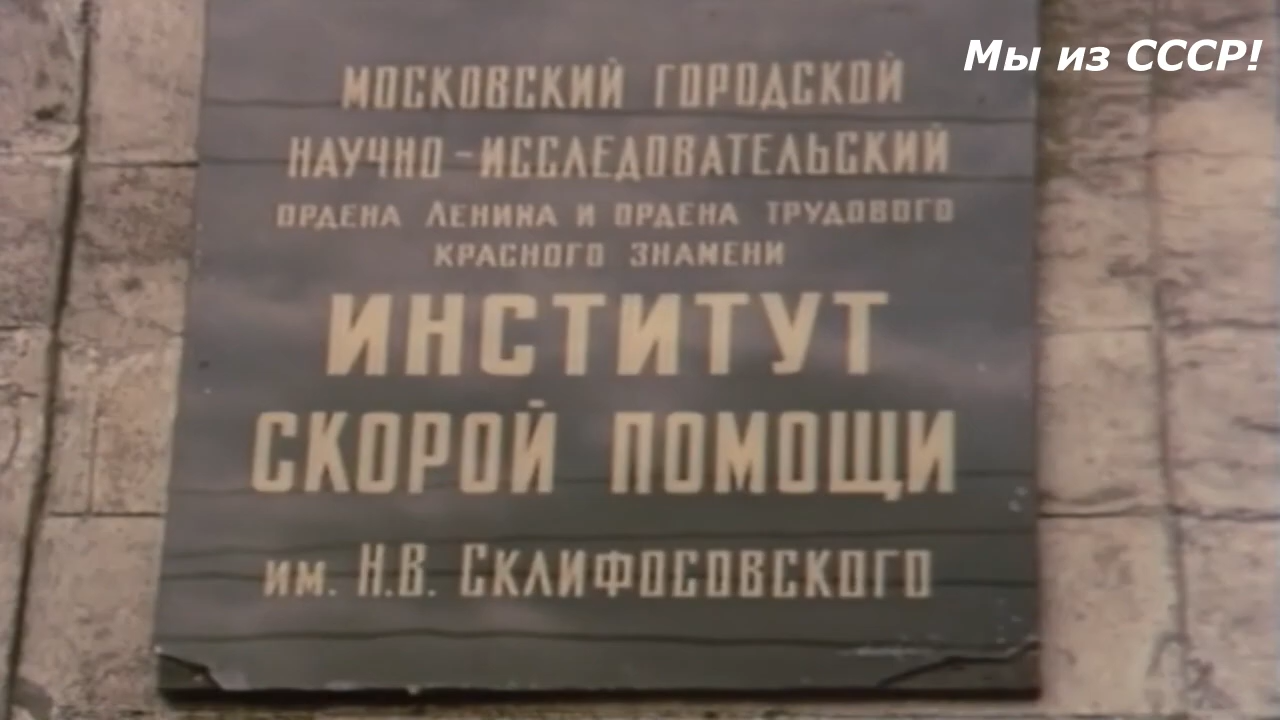 Мы из СССР!
МОСКОВСКИЙ ГОРОДСКОЙ
НАУЧНО-ИССЛЕДОВАТЕЛЬСКИЙ
ОРДЕНА ЛЕНИНА И ОРДЕНА ТРУДОВОГО
КРАСНОГО ЗНАМЕНИ
ИНСТИТУТ
СКОРОЙ ПОМОЩИ
ИМ. Н.В. СКЛИФОСОВСКОГО